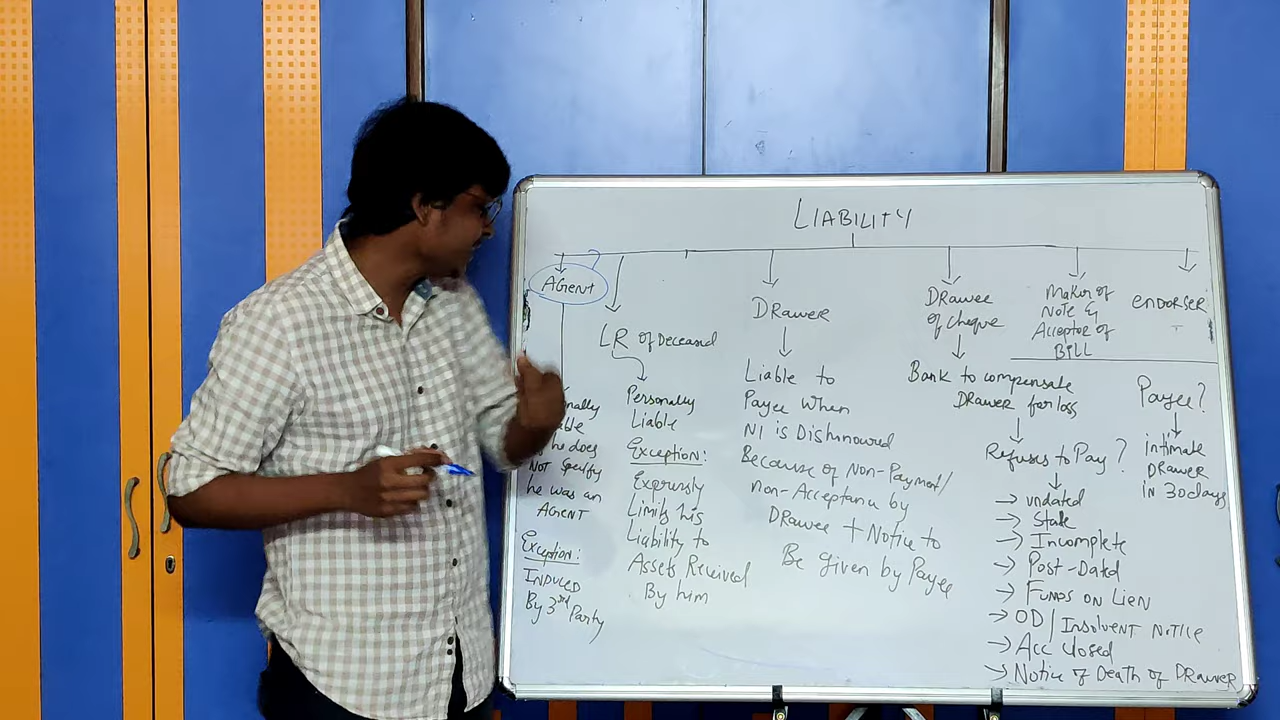 LIABILITY
AGENT
he does
NOT Specify
he was an
AGENT
Exception:
INDUCED
By 3rd Party
LR of Deceased
Personally
Liable
Exception:
Expressly
Limits his
Liability to
Assets Received
By him
DRawer
Liable to
Payee when
NI is Dishonoured
Because of Non-Payment/
non-Acceptance by
DRawee + Notice to
Be given by Payee
DRawee
of cheque
Bank to compensate
DRawer for loss
Refuses to Pay?
→ undated
→ Stale
→ Incomplete
→ Post-Dated
→ Funds on Lien
→ OD/Insolvent Notice
→ Acc closed
→ Notice of Death of DRawer
Maker of
Note &
Acceptor of
BILL
endorser
Payee?
intimate
DRawer
in 30 days